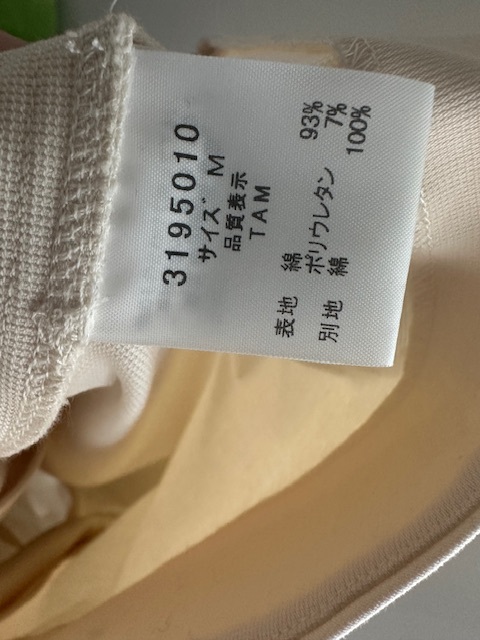 3195010
サイズ M
品質表示
TAM
表地 綿 93%
ポリウレタン 7%
別地 綿 100%